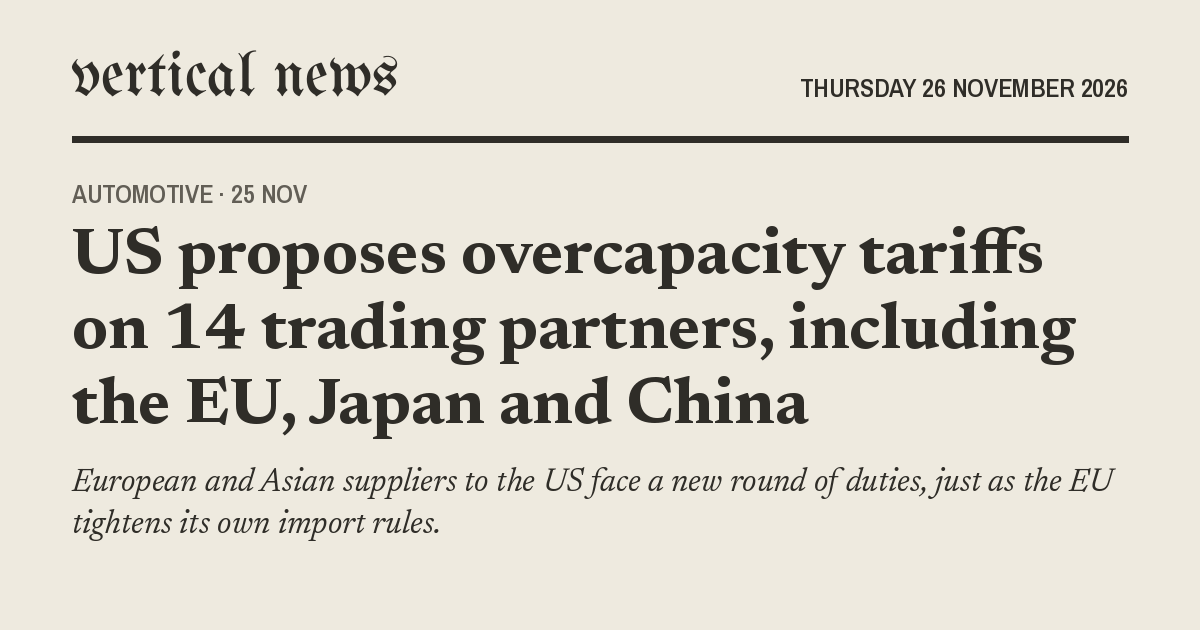 vertical news
THURSDAY 26 NOVEMBER 2026
AUTOMOTIVE · 25 NOV
US proposes overcapacity tariffs
on 14 trading partners, including
the EU, Japan and China
European and Asian suppliers to the US face a new round of duties, just as the EU
tightens its own import rules.